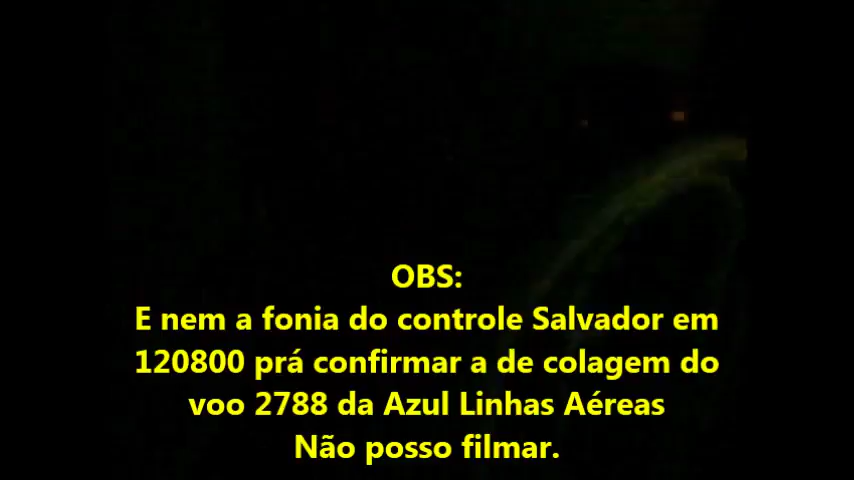 OBS:
E nem a fonia do controle Salvador em
120800 prá confirmar a de colagem do
voo 2788 da Azul Linhas Aéreas
Não posso filmar.